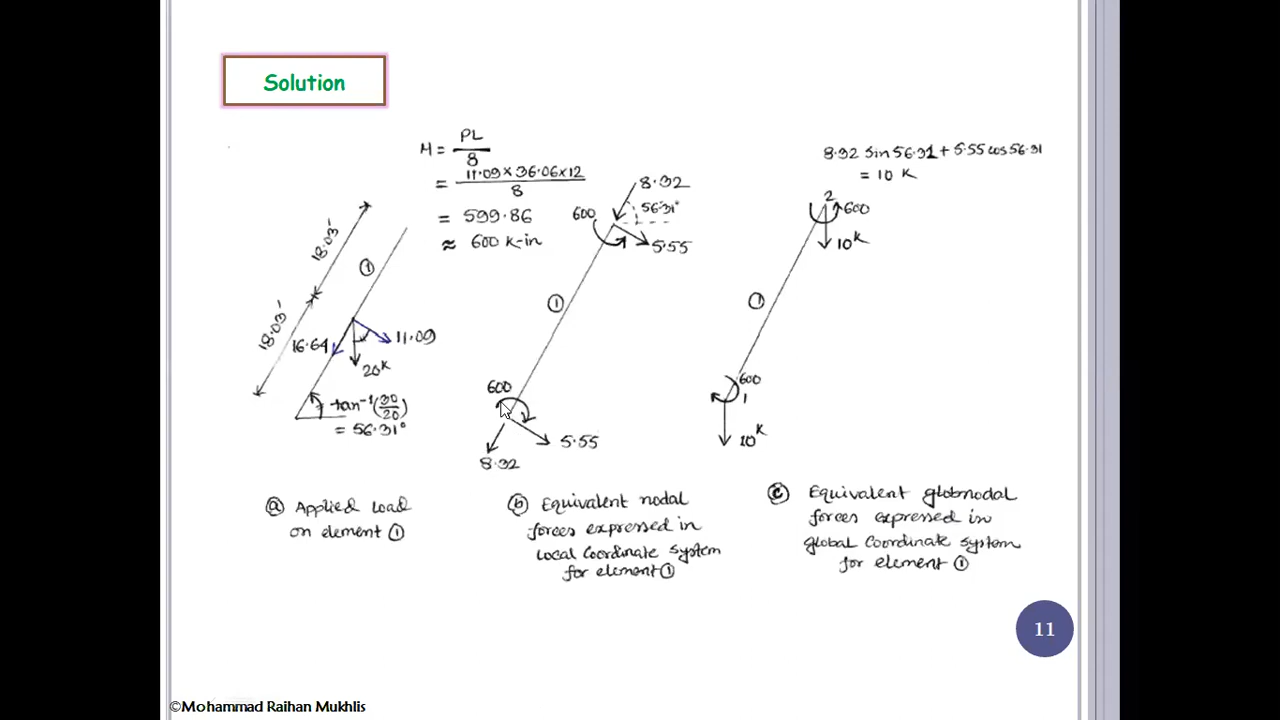 Solution
M = PL/8
= 11.09 × 36.06 × 12 / 8
= 599.86
≈ 600 k-in
8.32 sin 56.31 + 5.55 cos 56.31
= 10 K
18.03'
18.03'
1
16.64
11.09
20K
tan⁻¹(30/20)
= 56.31°
8.32
56.31°
600
5.55
1
600
5.55
8.32
2
600
10K
1
600
1
10K
a Applied load
on element 1
b Equivalent nodal
forces expressed in
Local Coordinate system
for element 1
c Equivalent globnodal
forces expressed in
global Coordinate system
for element 1
11
©Mohammad Raihan Mukhlis